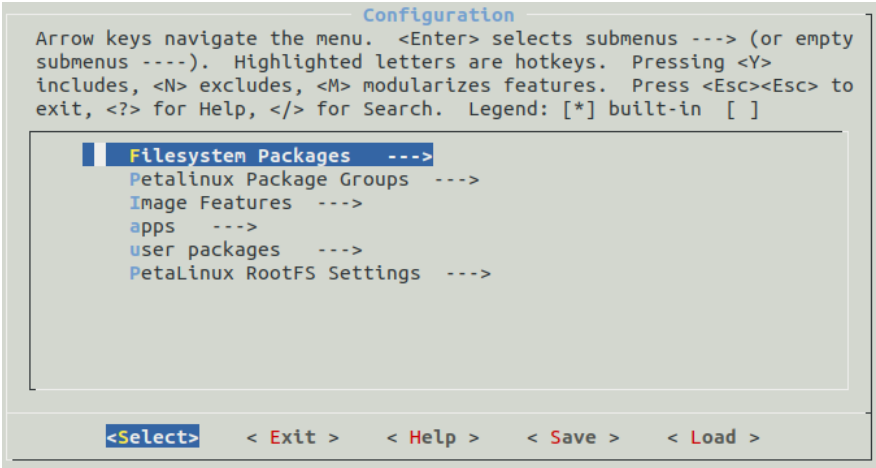 Configuration
Arrow keys navigate the menu.  <Enter> selects submenus ---> (or empty
submenus ----).  Highlighted letters are hotkeys.  Pressing <Y>
includes, <N> excludes, <M> modularizes features.  Press <Esc><Esc> to
exit, <?> for Help, </> for Search.  Legend: [*] built-in  [ ]
Filesystem Packages  --->
Petalinux Package Groups  --->
Image Features  --->
apps  --->
user packages  --->
PetaLinux RootFS Settings  --->
<Select>    < Exit >    < Help >    < Save >    < Load >